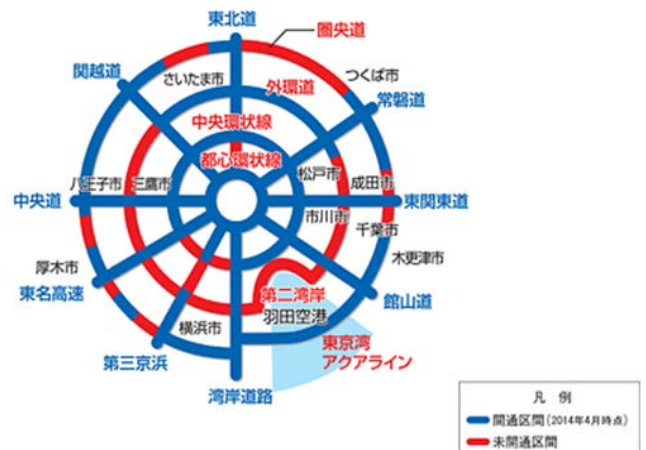 東北道
圏央道
関越道
さいたま市
外環道
つくば市
常磐道
中央環状線
都心環状線
松戸市
中央道
八王子市
三鷹市
成田市
東関東道
市川市
千葉市
木更津市
厚木市
東名高速
第二湾岸
羽田空港
館山道
横浜市
東京湾
アクアライン
第三京浜
湾岸道路
凡 例
開通区間(2014年4月時点)
未開通区間